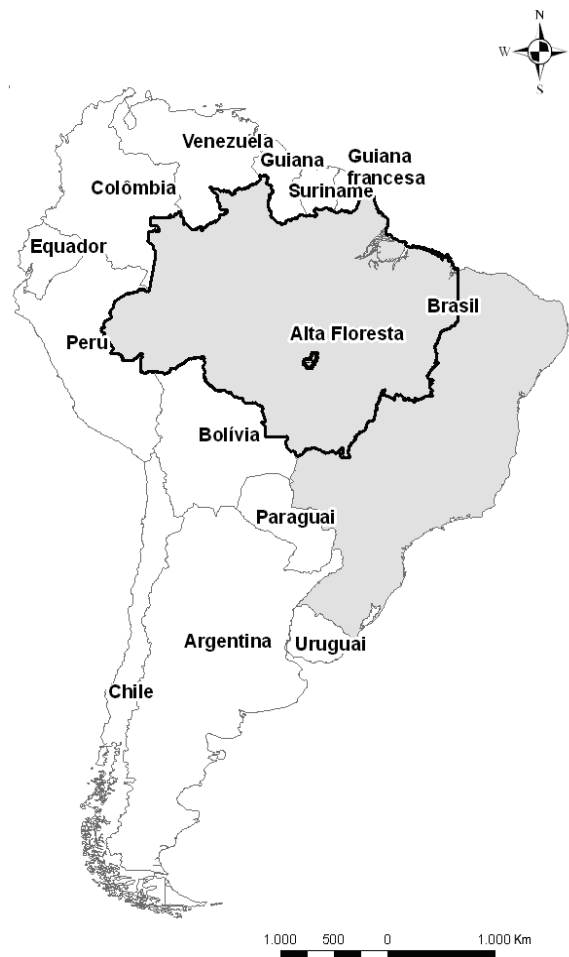 N
W
E
S
Venezuela
Guiana
Guiana
francesa
Suriname
Colômbia
Equador
Brasil
Alta Floresta
Peru
Bolívia
Paraguai
Argentina
Uruguai
Chile
1.000 500 0 1.000 Km